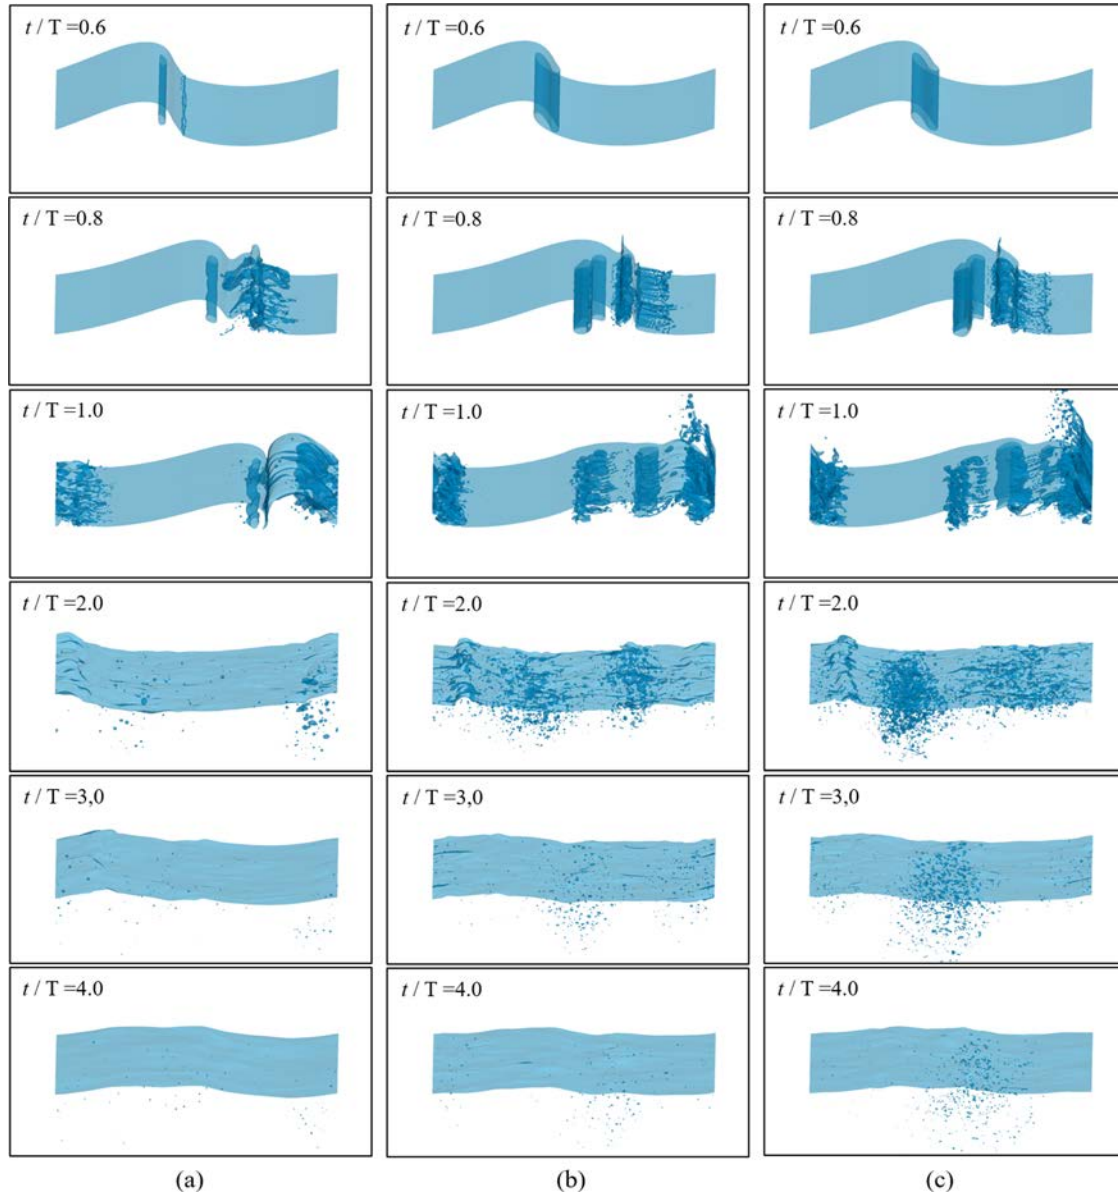 t / T =0.6
t / T =0.6
t / T =0.6
t / T =0.8
t / T =0.8
t / T =0.8
t / T =1.0
t / T =1.0
t / T =1.0
t / T =2.0
t / T =2.0
t / T =2.0
t / T =3,0
t / T =3,0
t / T =3,0
t / T =4.0
t / T =4.0
t / T =4.0
(a)
(b)
(c)